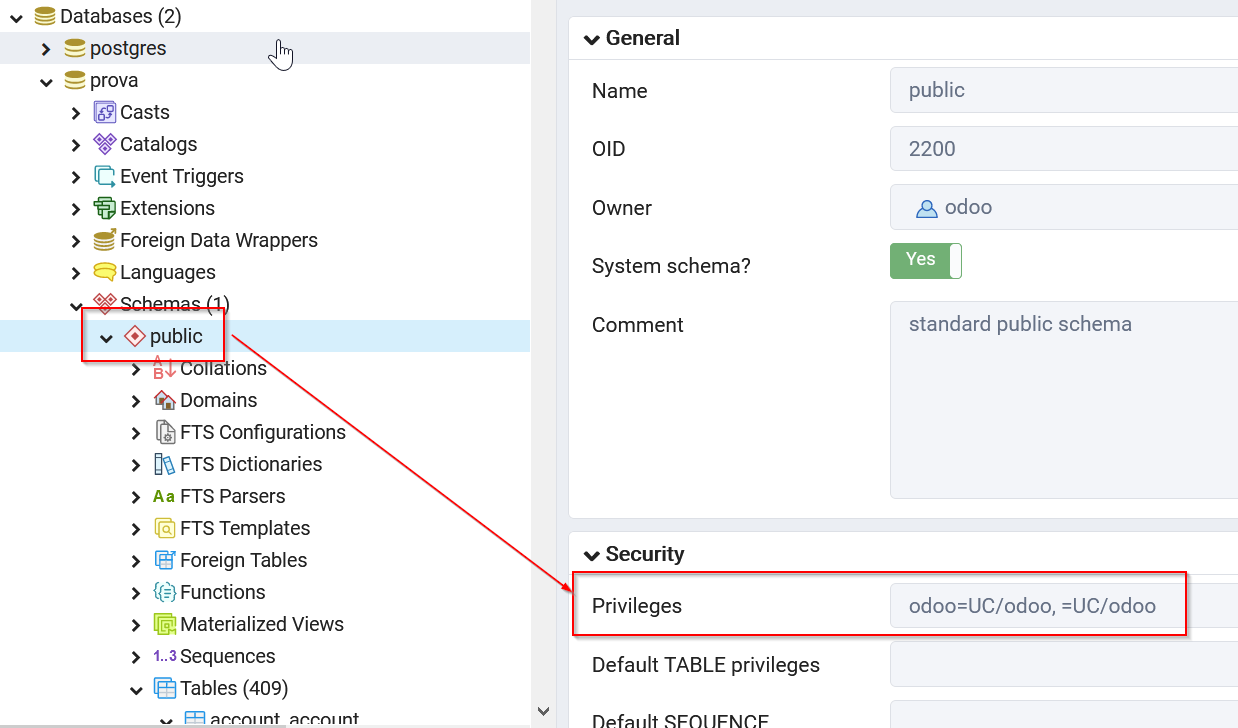 Databases (2)
postgres
prova
Casts
Catalogs
Event Triggers
Extensions
Foreign Data Wrappers
Languages
Schemas (1)
public
Collations
Domains
FTS Configurations
FTS Dictionaries
Aa FTS Parsers
FTS Templates
Foreign Tables
Functions
Materialized Views
1..3 Sequences
Tables (409)
account_account
General
Name public
OID 2200
Owner odoo
System schema? Yes
Comment standard public schema
Security
Privileges odoo=UC/odoo, =UC/odoo
Default TABLE privileges
Default SEQUENCE